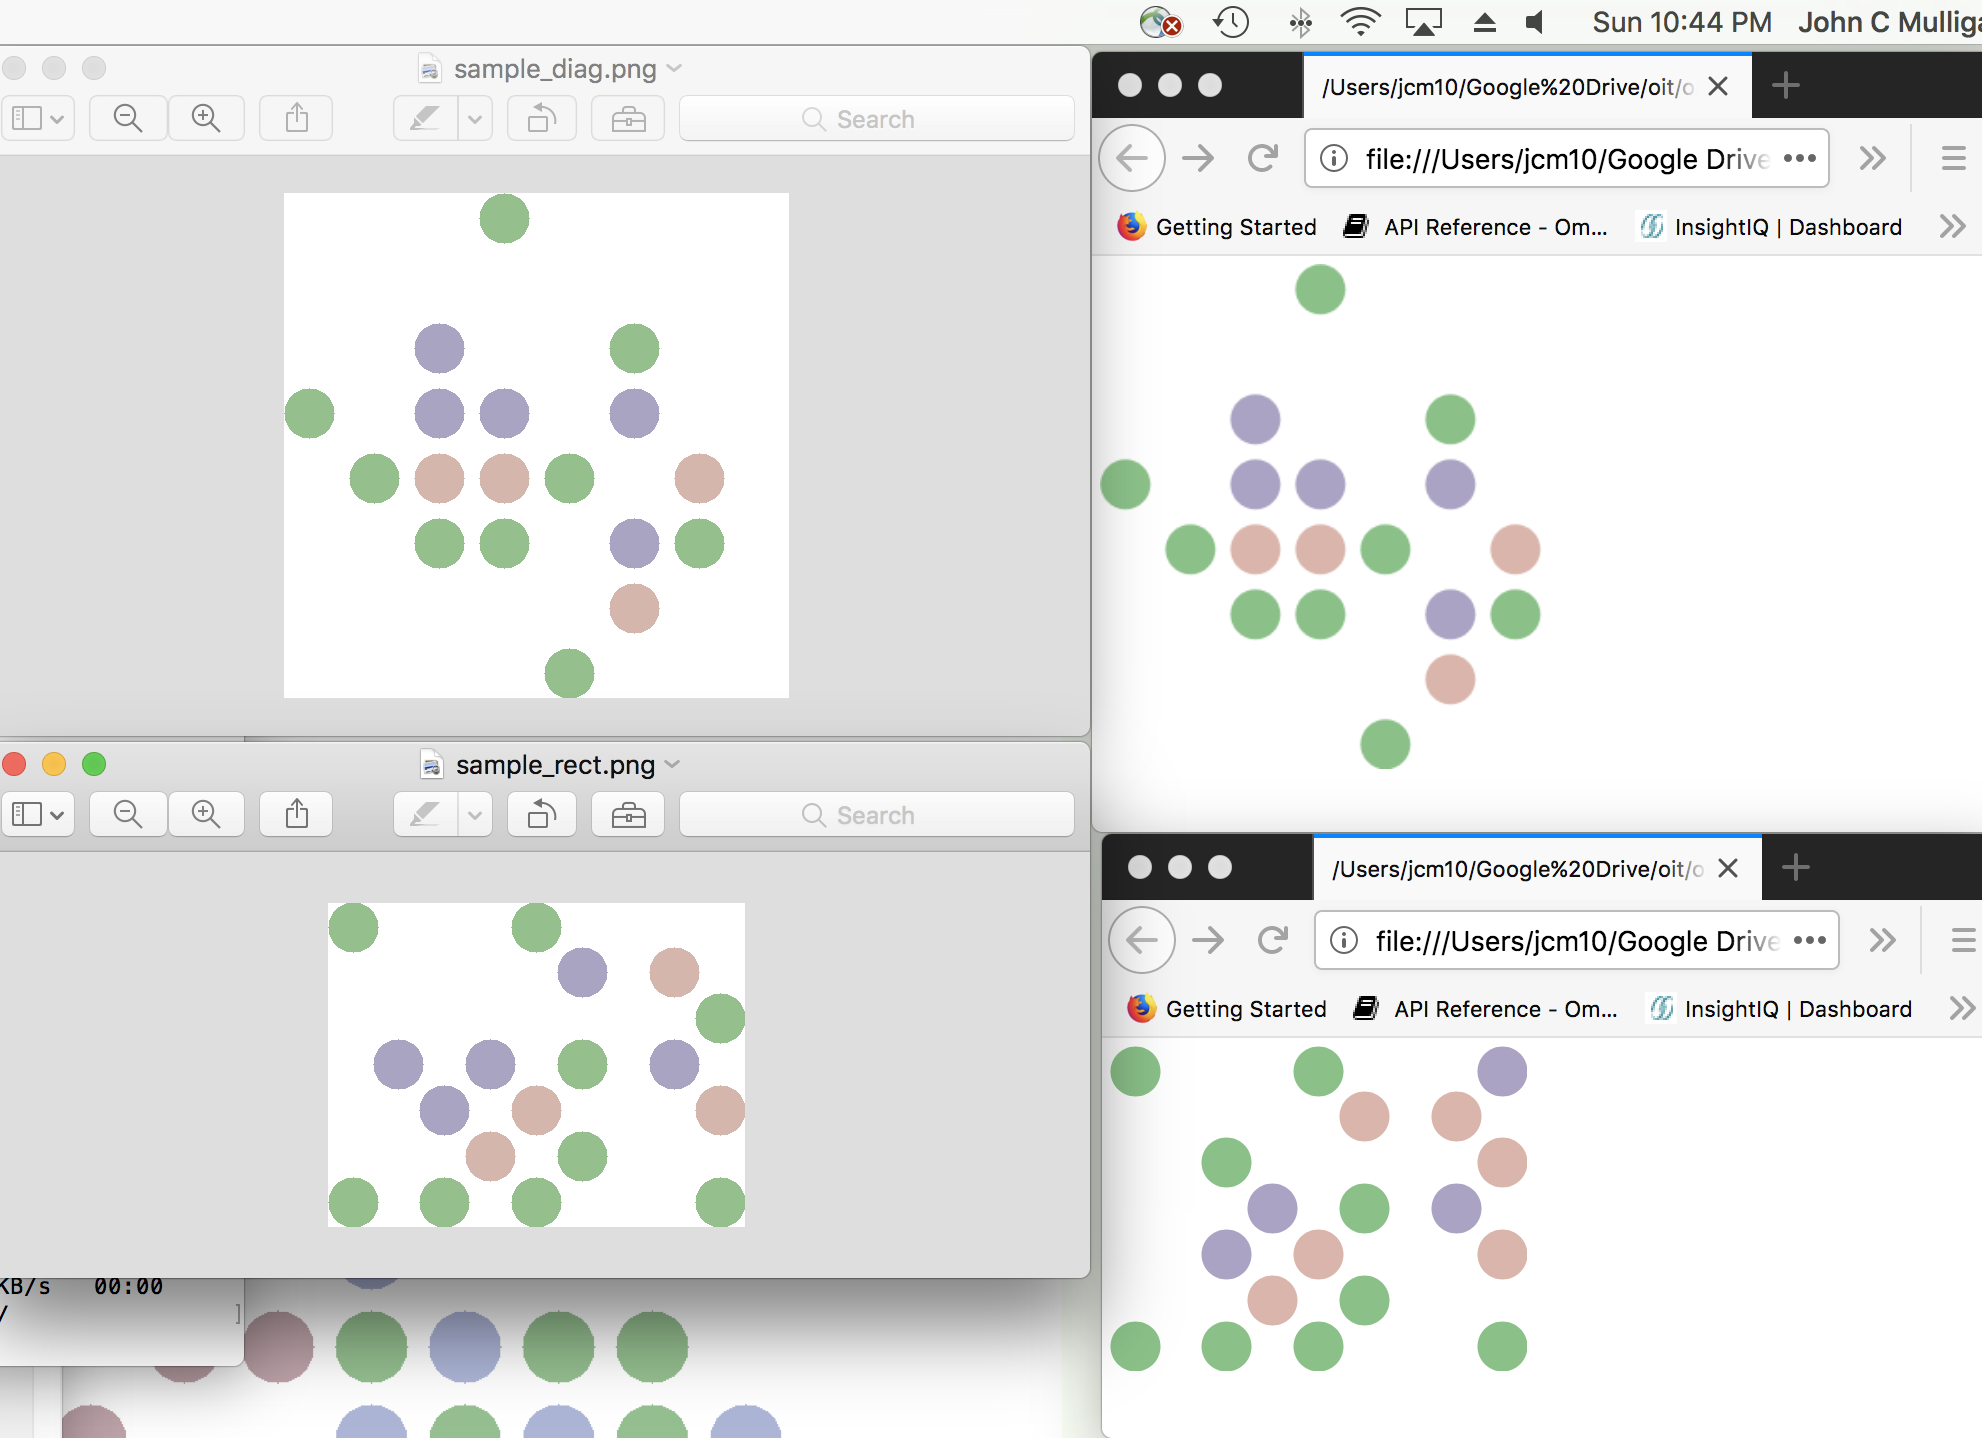 Sun 10:44 PM John C Mulliga
sample_diag.png
Search
/Users/jcm10/Google%20Drive/oit/o
file:///Users/jcm10/Google Drive
Getting Started
API Reference - Om...
InsightIQ | Dashboard
sample_rect.png
Search
/Users/jcm10/Google%20Drive/oit/o
file:///Users/jcm10/Google Drive
Getting Started
API Reference - Om...
InsightIQ | Dashboard
KB/s 00:00
/ ]